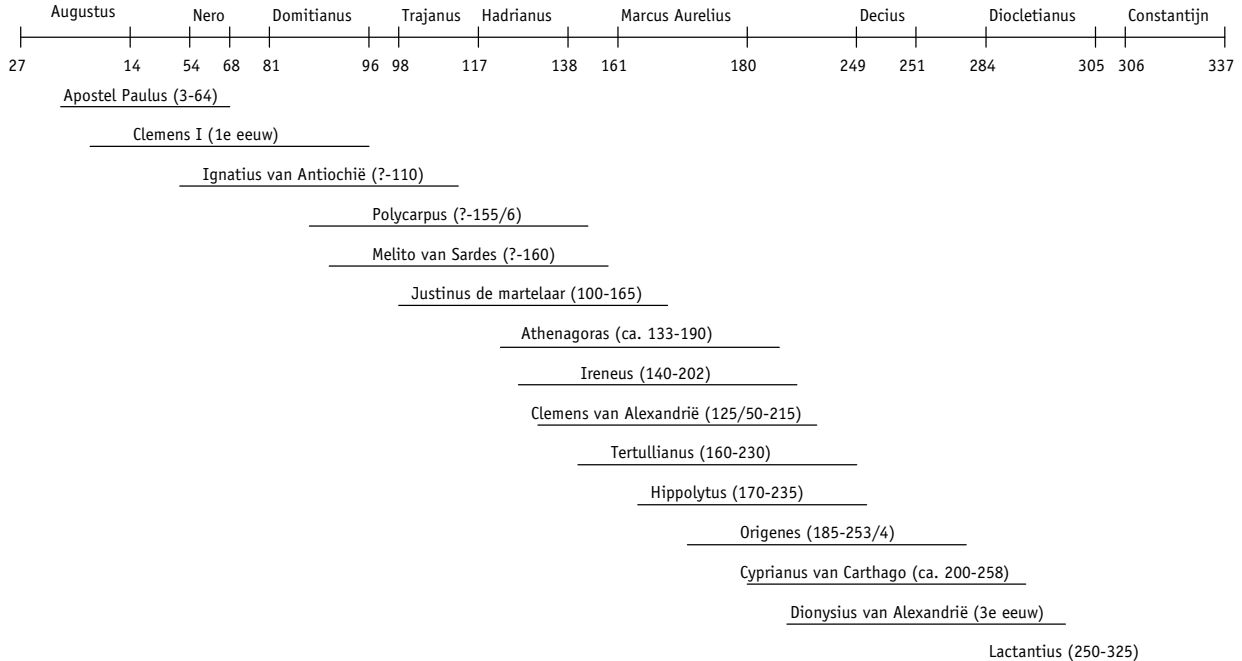 Augustus Nero Domitianus Trajanus Hadrianus Marcus Aurelius Decius Diocletianus Constantijn
27 14 54 68 81 96 98 117 138 161 180 249 251 284 305 306 337
Apostel Paulus (3-64)
Clemens I (1e eeuw)
Ignatius van Antiochië (?-110)
Polycarpus (?-155/6)
Melito van Sardes (?-160)
Justinus de martelaar (100-165)
Athenagoras (ca. 133-190)
Ireneus (140-202)
Clemens van Alexandrië (125/50-215)
Tertullianus (160-230)
Hippolytus (170-235)
Origenes (185-253/4)
Cyprianus van Carthago (ca. 200-258)
Dionysius van Alexandrië (3e eeuw)
Lactantius (250-325)